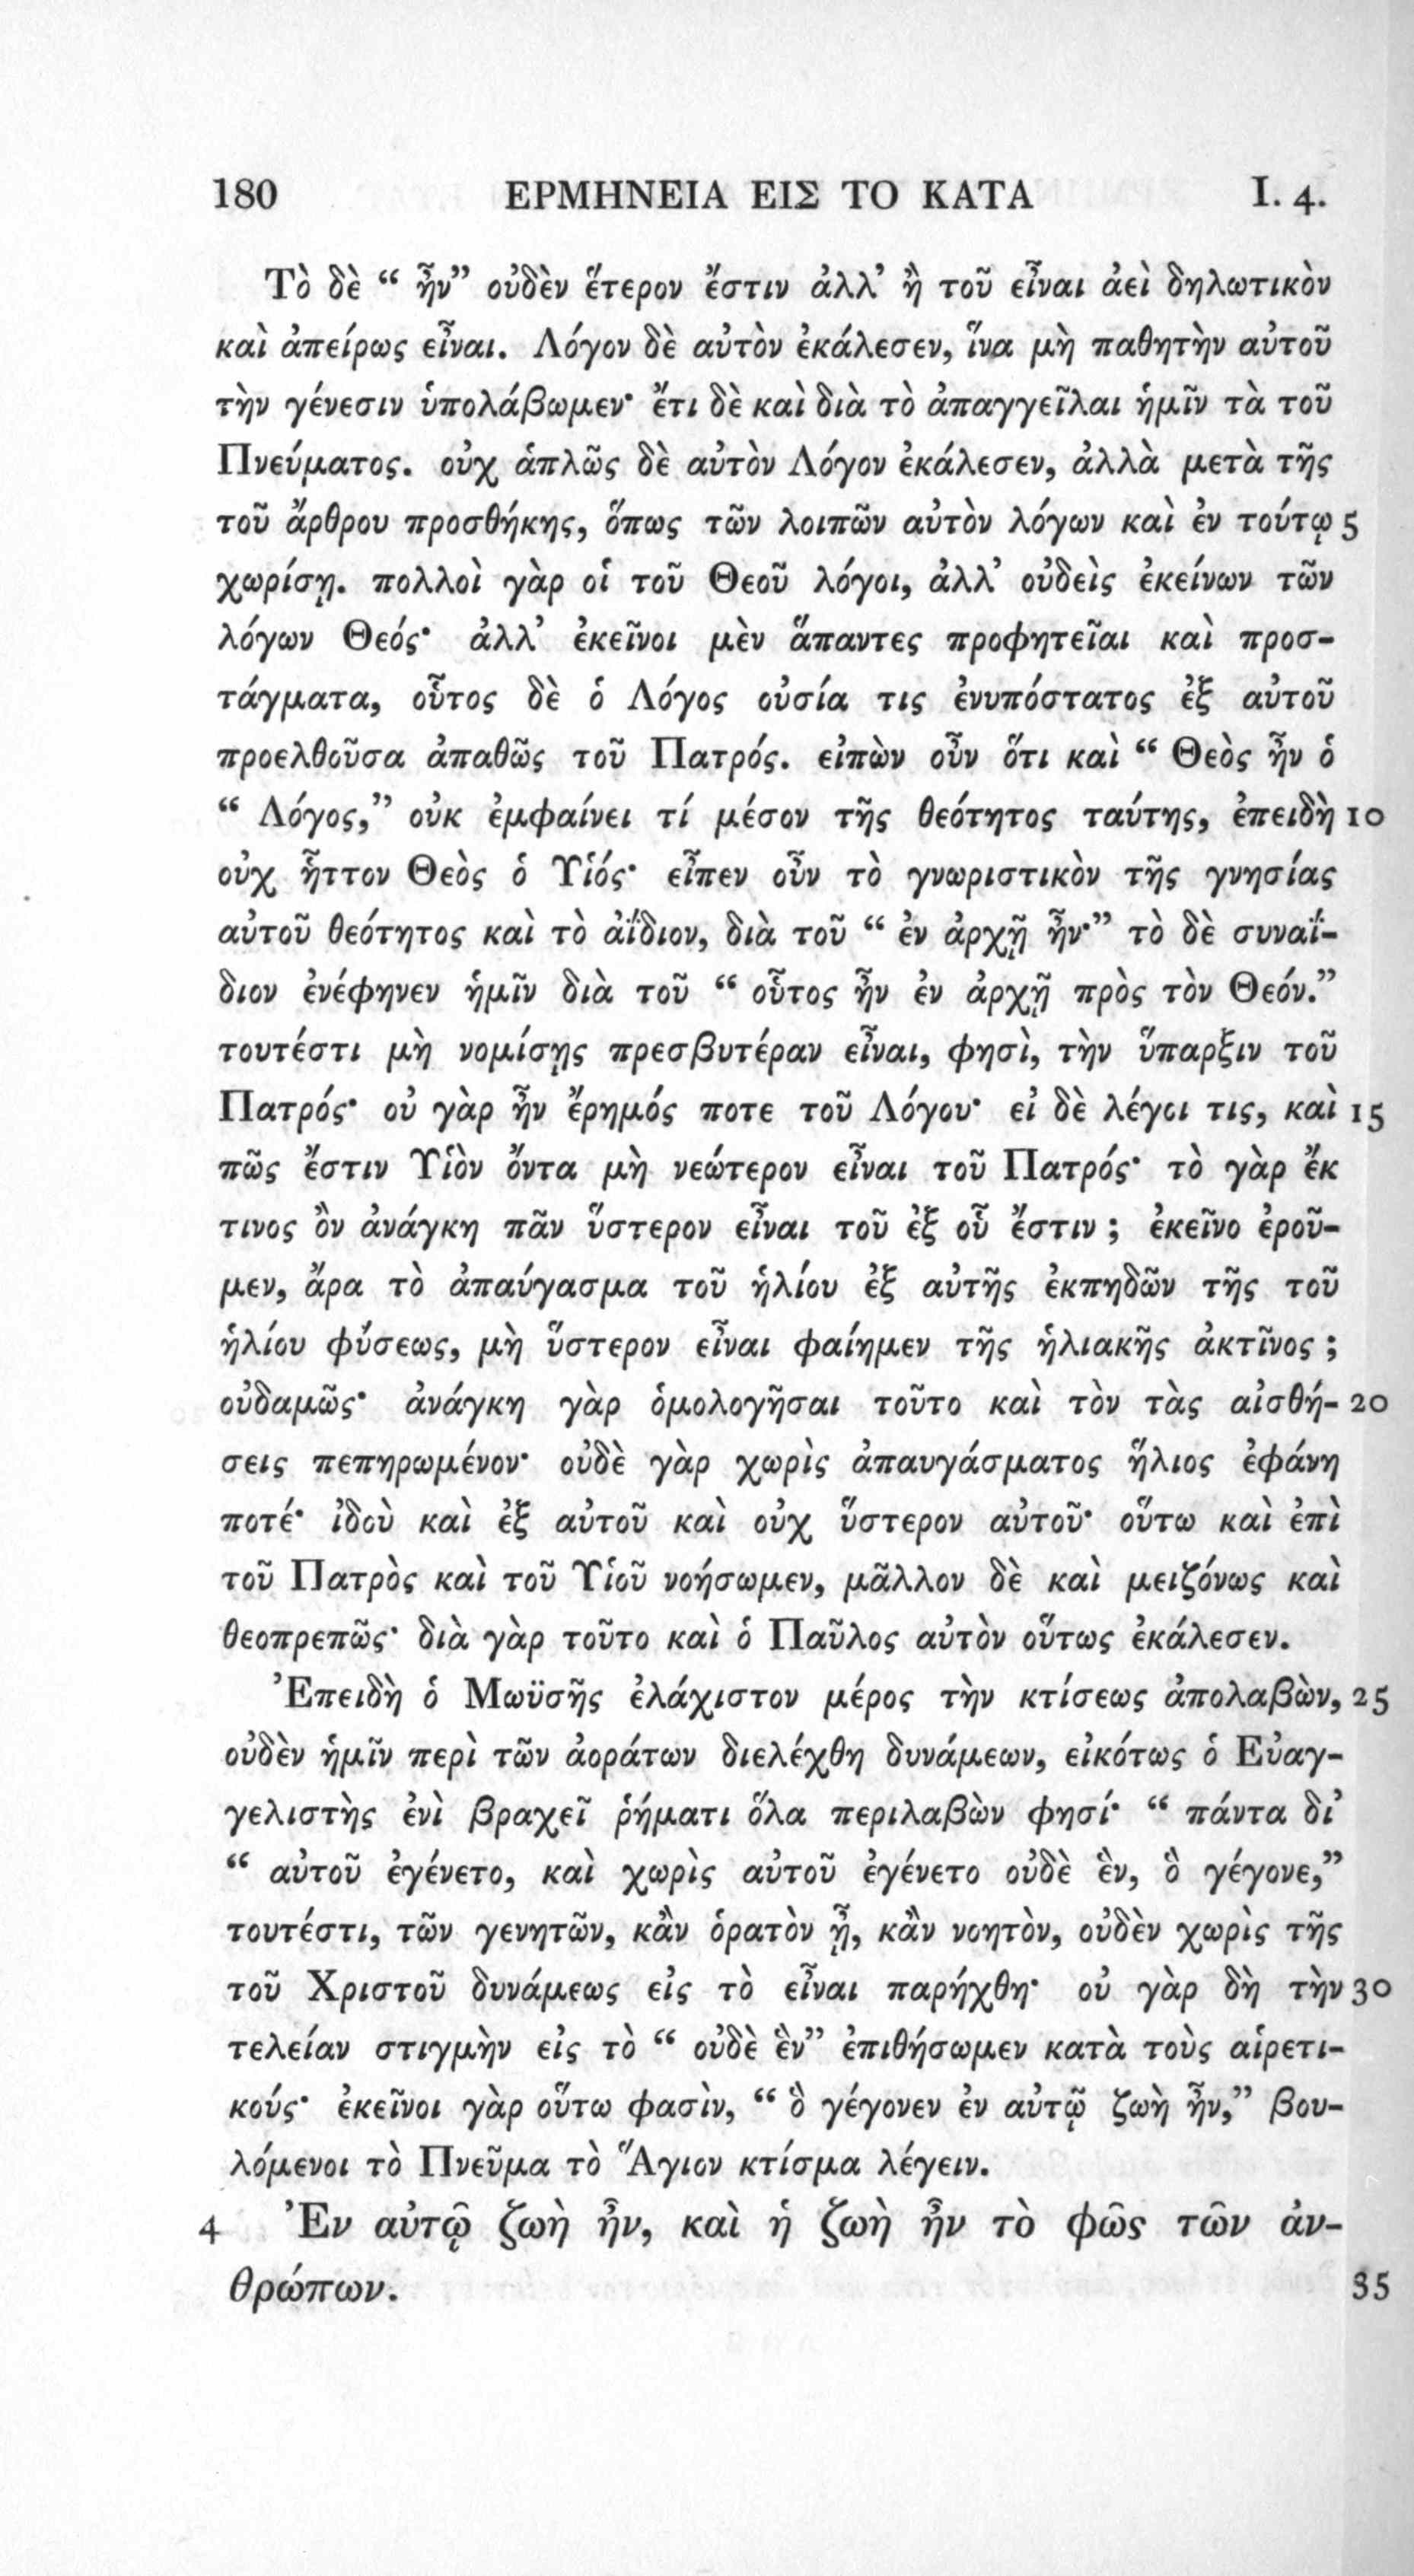 180 ΕΡΜΗΝΕΙΑ ΕΙΣ ΤΟ ΚΑΤΑ I. 4.
Τὸ δὲ “ ἦν” οὐδὲν ἕτερον ἔστιν ἀλλ’ ἢ τοῦ εἶναι ἀεὶ δηλωτικὸν
καὶ ἀπείρως εἶναι. Λόγον δὲ αὐτὸν ἐκάλεσεν, ἵνα μὴ παθητὴν αὐτοῦ
τὴν γένεσιν ὑπολάβωμεν· ἔτι δὲ καὶ διὰ τὸ ἀπαγγεῖλαι ἡμῖν τὰ τοῦ
Πνεύματος. οὐχ ἁπλῶς δὲ αὐτὸν Λόγον ἐκάλεσεν, ἀλλὰ μετὰ τῆς
τοῦ ἄρθρου προσθήκης, ὅπως τῶν λοιπῶν αὐτὸν λόγων καὶ ἐν τούτῳ 5
χωρίσῃ. πολλοὶ γὰρ οἱ τοῦ Θεοῦ λόγοι, ἀλλ’ οὐδεὶς ἐκείνων τῶν
λόγων Θεός· ἀλλ’ ἐκεῖνοι μὲν ἅπαντες προφητεῖαι καὶ προσ-
τάγματα, οὗτος δὲ ὁ Λόγος οὐσία τις ἐνυπόστατος ἐξ αὐτοῦ
προελθοῦσα ἀπαθῶς τοῦ Πατρός. εἰπὼν οὖν ὅτι καὶ “ Θεὸς ἦν ὁ
“ Λόγος,” οὐκ ἐμφαίνει τί μέσον τῆς θεότητος ταύτης, ἐπειδὴ 10
οὐχ ἧττον Θεὸς ὁ Υἱός· εἶπεν οὖν τὸ γνωριστικὸν τῆς γνησίας
αὐτοῦ θεότητος καὶ τὸ ἀΐδιον, διὰ τοῦ “ ἐν ἀρχῇ ἦν·” τὸ δὲ συναΐ-
διον ἐνέφηνεν ἡμῖν διὰ τοῦ “ οὗτος ἦν ἐν ἀρχῇ πρὸς τὸν Θεόν.”
τουτέστι μὴ νομίσῃς πρεσβυτέραν εἶναι, φησὶ, τὴν ὕπαρξιν τοῦ
Πατρός· οὐ γὰρ ἦν ἔρημός ποτε τοῦ Λόγου· εἰ δὲ λέγοι τις, καὶ 15
πῶς ἔστιν Υἱὸν ὄντα μὴ νεώτερον εἶναι τοῦ Πατρός· τὸ γὰρ ἔκ
τινος ὂν ἀνάγκη πᾶν ὕστερον εἶναι τοῦ ἐξ οὗ ἔστιν ; ἐκεῖνο ἐροῦ-
μεν, ἄρα τὸ ἀπαύγασμα τοῦ ἡλίου ἐξ αὐτῆς ἐκπηδῶν τῆς τοῦ
ἡλίου φύσεως, μὴ ὕστερον εἶναι φαίημεν τῆς ἡλιακῆς ἀκτῖνος ;
οὐδαμῶς· ἀνάγκη γὰρ ὁμολογῆσαι τοῦτο καὶ τὸν τὰς αἰσθή- 20
σεις πεπηρωμένον· οὐδὲ γὰρ χωρὶς ἀπαυγάσματος ἥλιος ἐφάνη
ποτέ· ἰδοὺ καὶ ἐξ αὐτοῦ καὶ οὐχ ὕστερον αὐτοῦ· οὕτω καὶ ἐπὶ
τοῦ Πατρὸς καὶ τοῦ Υἱοῦ νοήσωμεν, μᾶλλον δὲ καὶ μειζόνως καὶ
θεοπρεπῶς· διὰ γὰρ τοῦτο καὶ ὁ Παῦλος αὐτὸν οὕτως ἐκάλεσεν.
Ἐπειδὴ ὁ Μωϋσῆς ἐλάχιστον μέρος τὴν κτίσεως ἀπολαβὼν, 25
οὐδὲν ἡμῖν περὶ τῶν ἀοράτων διελέχθη δυνάμεων, εἰκότως ὁ Εὐαγ-
γελιστὴς ἑνὶ βραχεῖ ῥήματι ὅλα περιλαβὼν φησί· “ πάντα δι’
“ αὐτοῦ ἐγένετο, καὶ χωρὶς αὐτοῦ ἐγένετο οὐδὲ ἓν, ὃ γέγονε,”
τουτέστι, τῶν γενητῶν, κἂν ὁρατὸν ᾖ, κἂν νοητὸν, οὐδὲν χωρὶς τῆς
τοῦ Χριστοῦ δυνάμεως εἰς τὸ εἶναι παρήχθη· οὐ γὰρ δὴ τὴν 30
τελείαν στιγμὴν εἰς τὸ “ οὐδὲ ἓν” ἐπιθήσωμεν κατὰ τοὺς αἱρετι-
κούς· ἐκεῖνοι γὰρ οὕτω φασὶν, “ ὃ γέγονεν ἐν αὐτῷ ζωὴ ἦν,” βου-
λόμενοι τὸ Πνεῦμα τὸ Ἅγιον κτίσμα λέγειν.
4 Ἐν αὐτῷ ζωὴ ἦν, καὶ ἡ ζωὴ ἦν τὸ φῶς τῶν ἀν-
θρώπων. 35